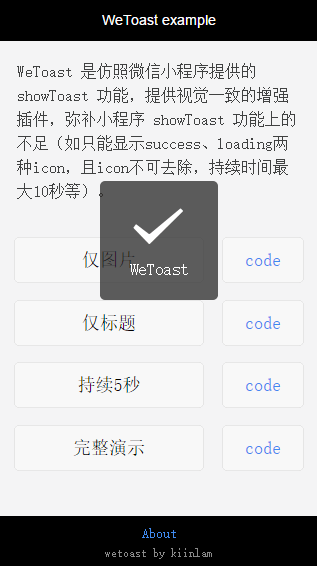 WeToast example
WeToast 是仿照微信小程序提供的
showToast 功能，提供视觉一致的增强
插件，弥补小程序 showToast 功能上的
不足（如只能显示success、loading两
种icon，且icon不可去除，持续时间最
大10秒等）。
WeToast
仅图片 code
仅标题 code
持续5秒 code
完整演示 code
About
wetoast by kiinlam